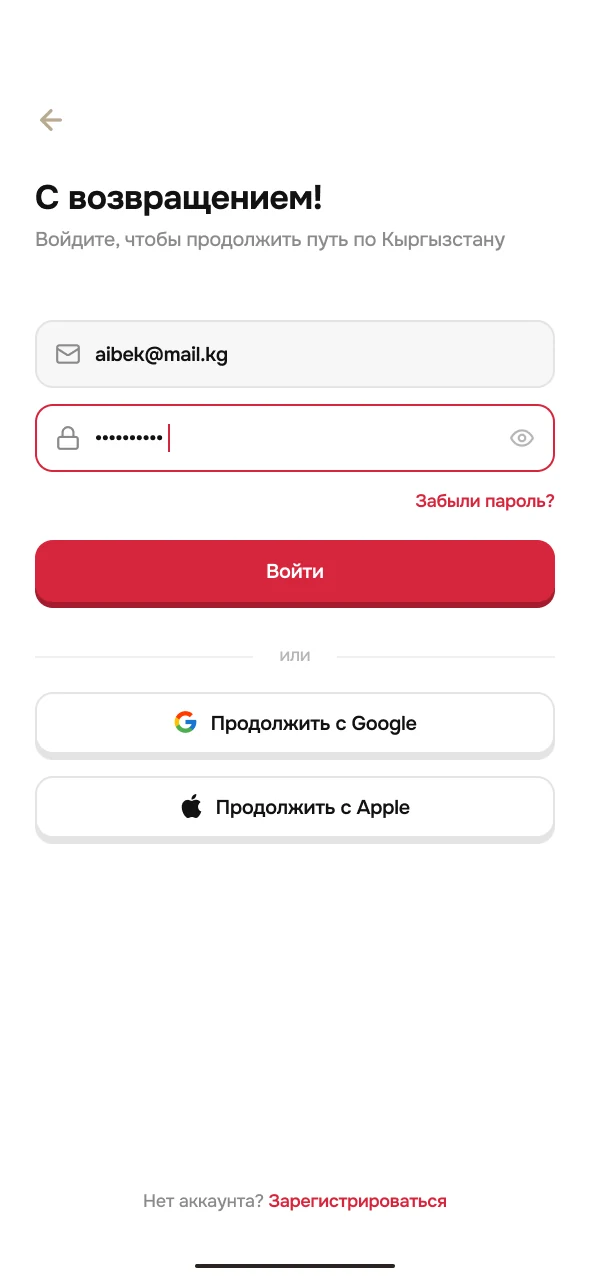 С возвращением!
Войдите, чтобы продолжить путь по Кыргызстану
aibek@mail.kg
••••••••••
Забыли пароль?
Войти
или
Продолжить с Google
Продолжить с Apple
Нет аккаунта? Зарегистрироваться